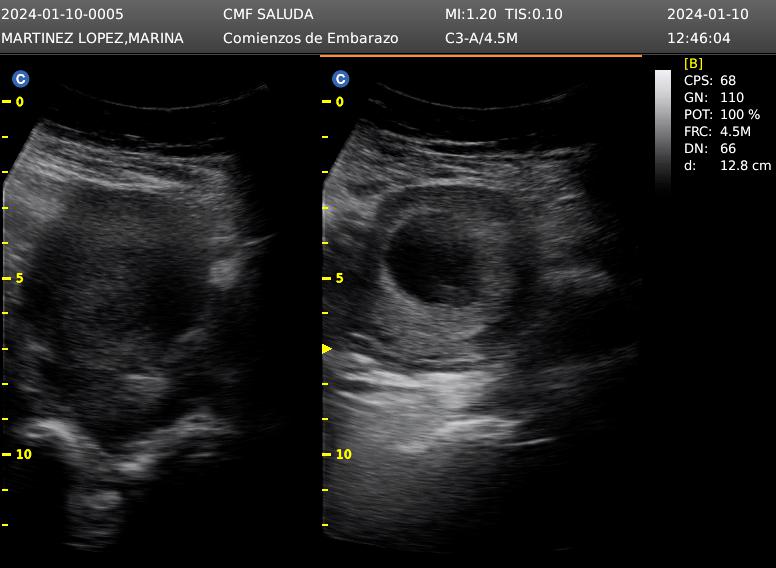 2024-01-10-0005 CMF SALUDA MI:1.20 TIS:0.10 2024-01-10
MARTINEZ LOPEZ,MARINA Comienzos de Embarazo C3-A/4.5M 12:46:04
C
C
[B]
CPS: 68
GN: 110
POT: 100 %
FRC: 4.5M
DN: 66
d: 12.8 cm
0
5
10
0
5
10